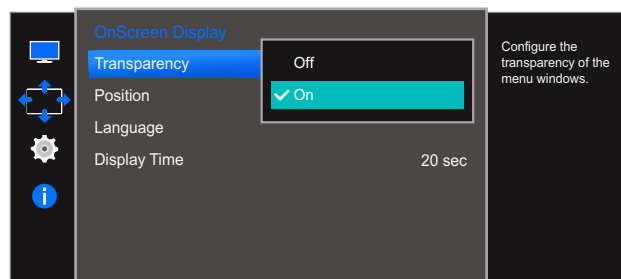 OnScreen Display
Transparency
Off
On
Position
Language
Display Time 20 sec
Configure the
transparency of the
menu windows.